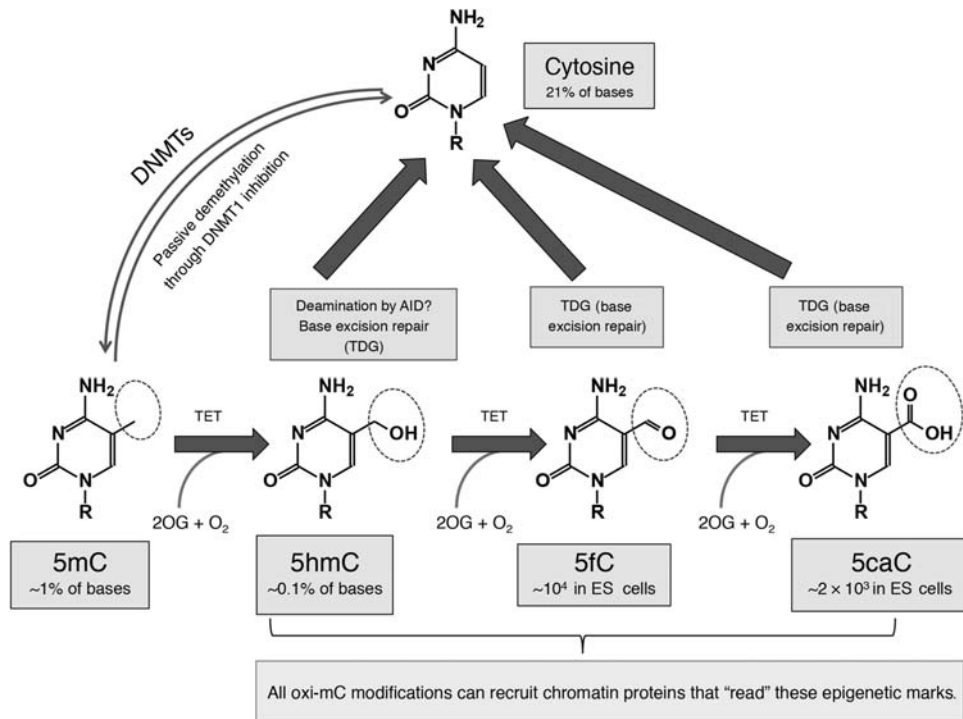 NH₂
N
O
N
R
Cytosine
21% of bases
DNMTs
Passive demethylation
through DNMT1 inhibition
Deamination by AID?
Base excision repair
(TDG)
TDG (base
excision repair)
TDG (base
excision repair)
NH₂
N
O
N
R
TET
2OG + O₂
NH₂
OH
N
O
N
R
TET
2OG + O₂
NH₂
O
N
O
N
R
TET
2OG + O₂
NH₂
O
OH
N
O
N
R
5mC
~1% of bases
5hmC
~0.1% of bases
5fC
~10⁴ in ES cells
5caC
~2 × 10³ in ES cells
All oxi-mC modifications can recruit chromatin proteins that “read” these epigenetic marks.